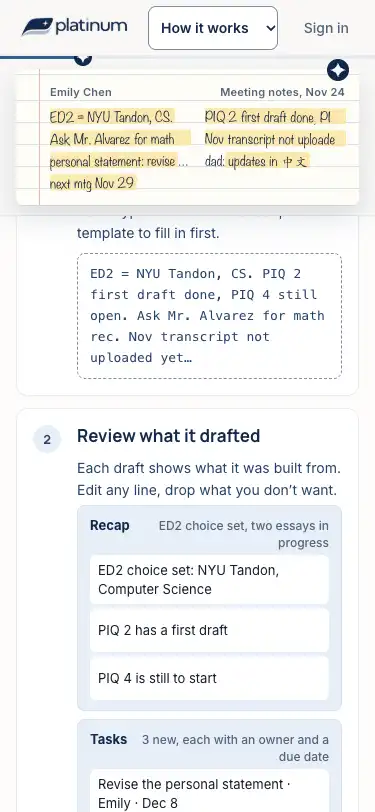 platinum
How it works
Sign in
Emily Chen
Meeting notes, Nov 24
ED2 = NYU Tandon, CS.
Ask Mr. Alvarez for math
personal statement: revise ...
next mtg Nov 29
PIQ 2 first draft done, PI
Nov transcript not uploade
dad: updates in 中文
template to fill in first.
ED2 = NYU Tandon, CS. PIQ 2
first draft done, PIQ 4 still
open. Ask Mr. Alvarez for math
rec. Nov transcript not
uploaded yet…
2
Review what it drafted
Each draft shows what it was built from.
Edit any line, drop what you don’t want.
Recap
ED2 choice set, two essays in
progress
ED2 choice set: NYU Tandon,
Computer Science
PIQ 2 has a first draft
PIQ 4 is still to start
Tasks
3 new, each with an owner and a
due date
Revise the personal statement ·
Emily · Dec 8